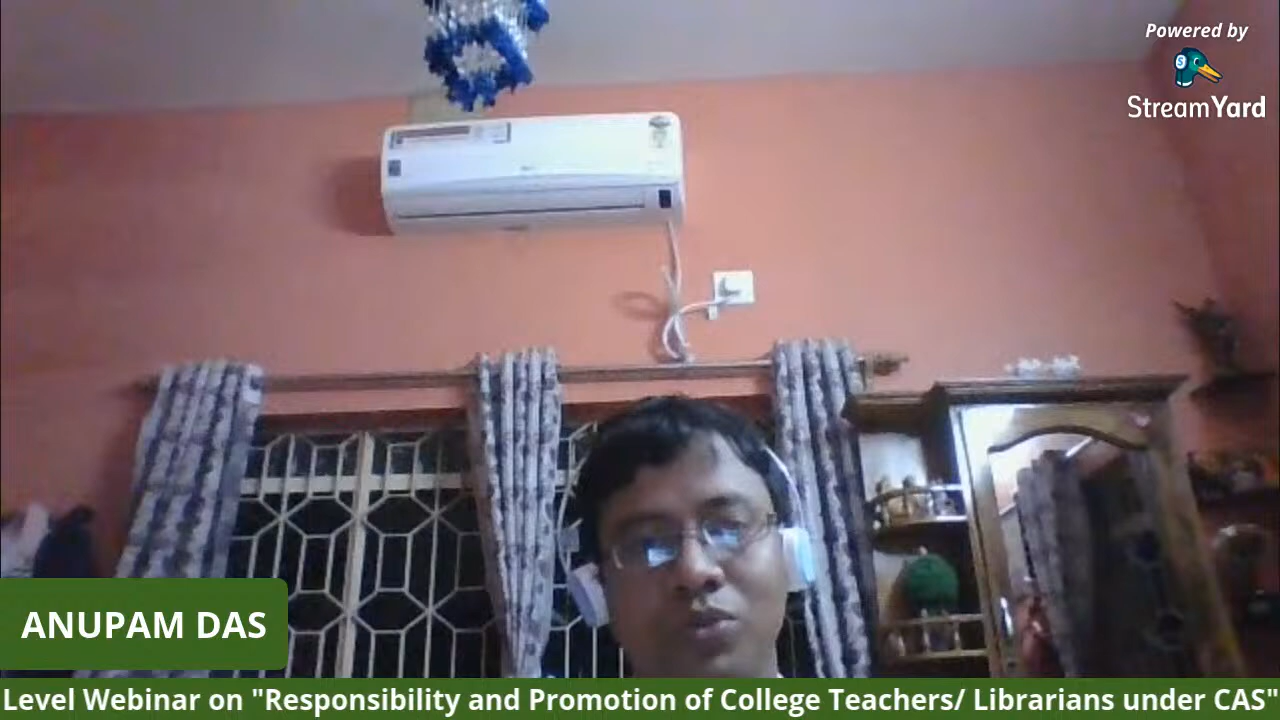 Powered by
StreamYard
ANUPAM DAS
Level Webinar on "Responsibility and Promotion of College Teachers/ Librarians under CAS"